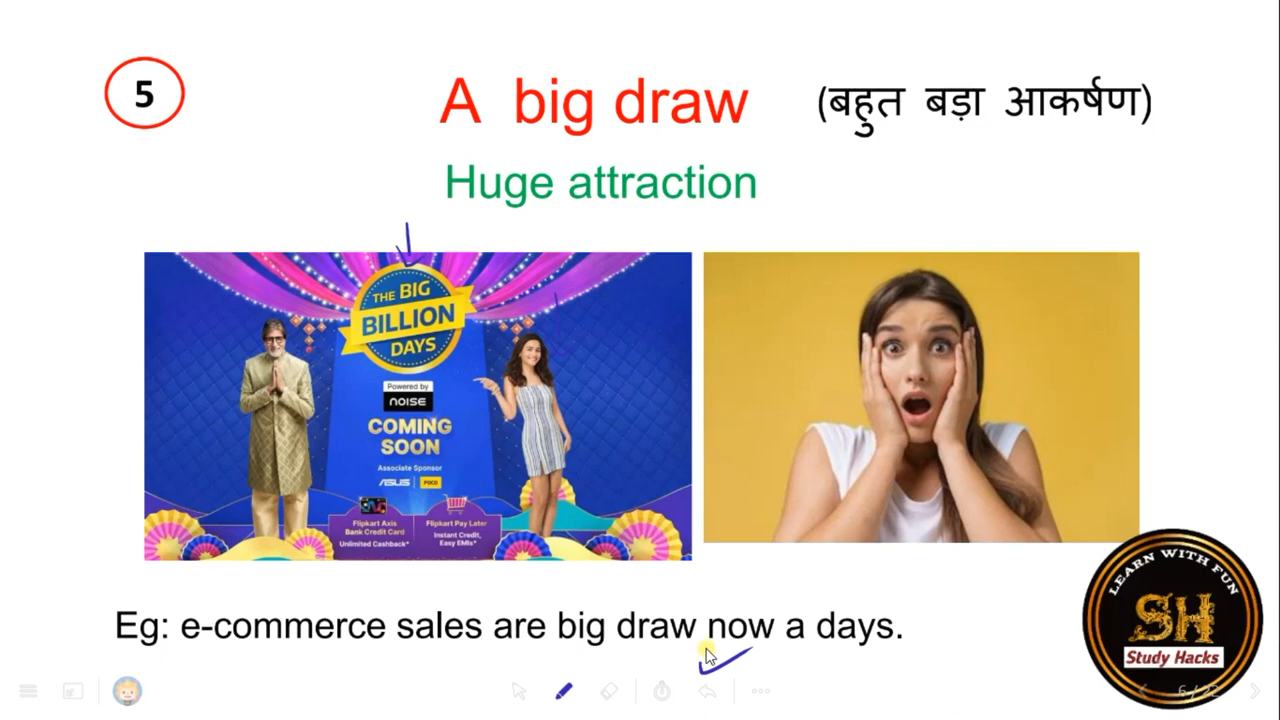 5
A big draw
(बहुत बड़ा आकर्षण)
Huge attraction
THE BIG
BILLION
DAYS
Powered by
noise
COMING
SOON
Associate Sponsor
ASUS | POCO
Flipkart Axis
Bank Credit Card
Unlimited Cashback*
Flipkart Pay Later
Instant Credit,
Easy EMIs*
Eg: e-commerce sales are big draw now a days.
LEARN WITH FUN
SH
Study Hacks